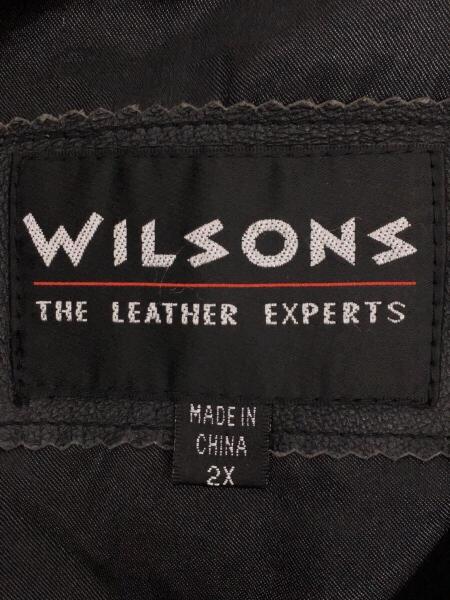 WILSONS
THE LEATHER EXPERTS
MADE IN
CHINA
2X